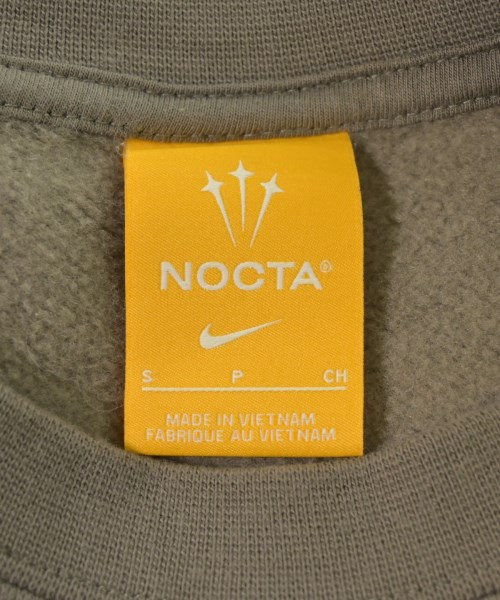 NOCTA®
S P CH
MADE IN VIETNAM
FABRIQUE AU VIETNAM